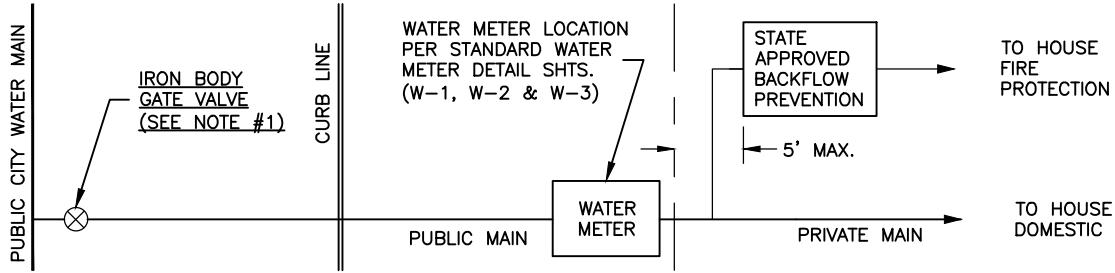 PUBLIC CITY WATER MAIN
IRON BODY
GATE VALVE
(SEE NOTE #1)
CURB LINE
WATER METER LOCATION
PER STANDARD WATER
METER DETAIL SHTS.
(W-1, W-2 & W-3)
STATE
APPROVED
BACKFLOW
PREVENTION
TO HOUSE
FIRE
PROTECTION
5' MAX.
WATER
METER
PUBLIC MAIN
PRIVATE MAIN
TO HOUSE
DOMESTIC